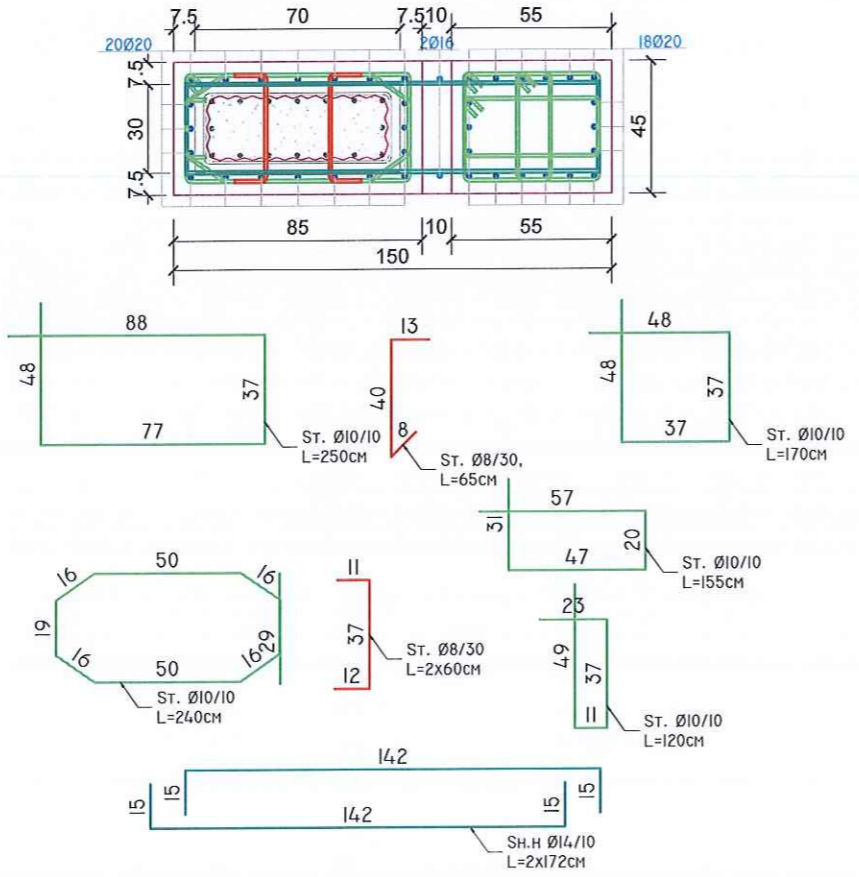 7.5 70 7.5 10 55
20Ø20 2Ø16 18Ø20
7.5
7.5
30
7.5
45
85 10 55
150
88
48
37
77
ST. Ø10/10
L=250CM
13
40
8
ST. Ø8/30,
L=65CM
48
48
37
37
ST. Ø10/10
L=170CM
57
31
20
47
ST. Ø10/10
L=155CM
50
16 16
19
29
16 16
50
ST. Ø10/10
L=240CM
11
37
12
ST. Ø8/30
L=2X60CM
23
49
37
11
ST. Ø10/10
L=120CM
142
15 15 15 15
142
SH.H Ø14/10
L=2X172CM